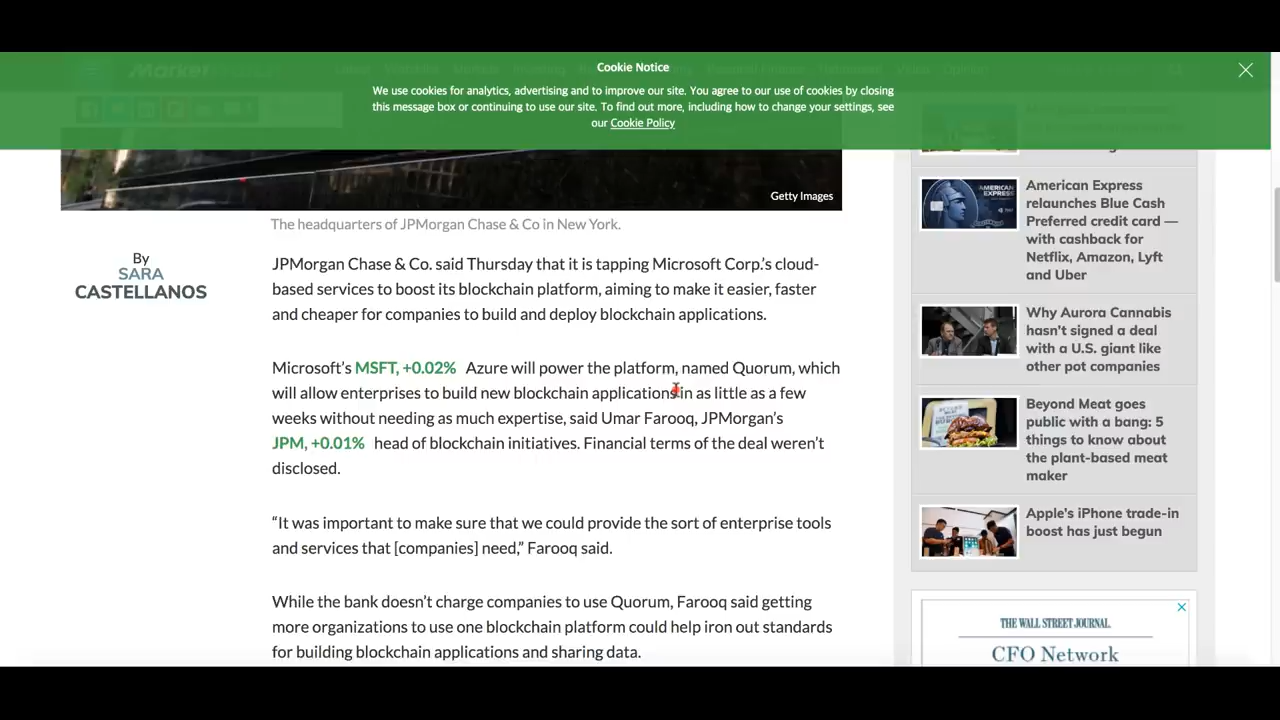 Cookie Notice
We use cookies for analytics, advertising and to improve our site. You agree to our use of cookies by closing
this message box or continuing to use our site. To find out more, including how to change your settings, see
our Cookie Policy
Getty Images
The headquarters of JPMorgan Chase & Co in New York.
By
SARA
CASTELLANOS
JPMorgan Chase & Co. said Thursday that it is tapping Microsoft Corp.’s cloud-
based services to boost its blockchain platform, aiming to make it easier, faster
and cheaper for companies to build and deploy blockchain applications.
Microsoft’s MSFT, +0.02% Azure will power the platform, named Quorum, which
will allow enterprises to build new blockchain applications in as little as a few
weeks without needing as much expertise, said Umar Farooq, JPMorgan’s
JPM, +0.01% head of blockchain initiatives. Financial terms of the deal weren’t
disclosed.
“It was important to make sure that we could provide the sort of enterprise tools
and services that [companies] need,” Farooq said.
While the bank doesn’t charge companies to use Quorum, Farooq said getting
more organizations to use one blockchain platform could help iron out standards
for building blockchain applications and sharing data.
American Express
relaunches Blue Cash
Preferred credit card —
with cashback for
Netflix, Amazon, Lyft
and Uber
Why Aurora Cannabis
hasn’t signed a deal
with a U.S. giant like
other pot companies
Beyond Meat goes
public with a bang: 5
things to know about
the plant-based meat
maker
Apple’s iPhone trade-in
boost has just begun
THE WALL STREET JOURNAL.
CFO Network